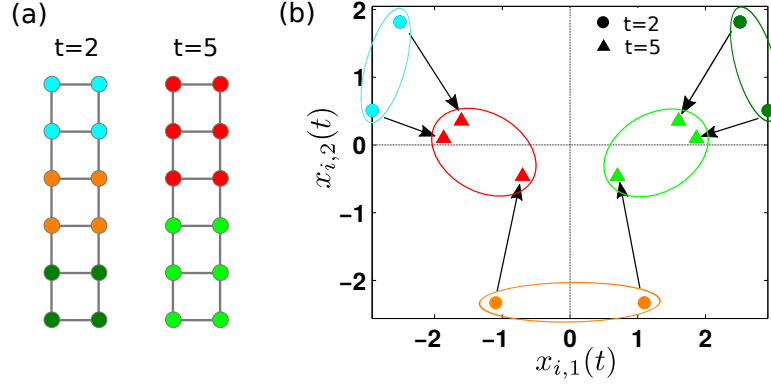 (a)
t=2 t=5
(b)
t=2
t=5
2
1
0
−1
−2
−2 −1 0 1 2
x_{i,2}(t)
x_{i,1}(t)